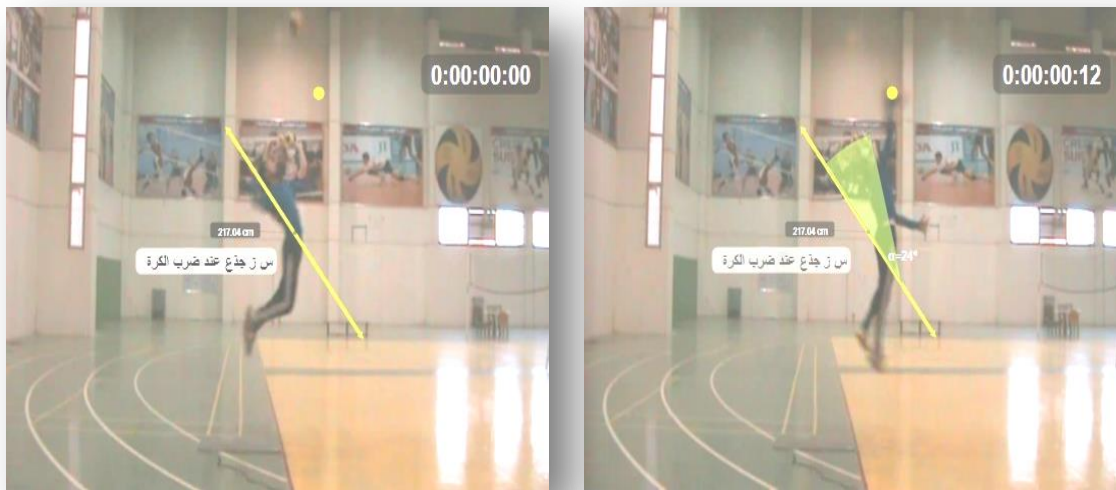 0:00:00:00
217.04 cm
س ز جذع عند ضرب الكرة
0:00:00:12
217.04 cm
س ز جذع عند ضرب الكرة
α=24°